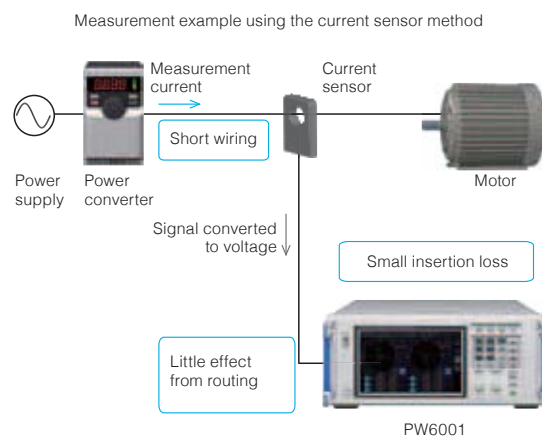 Measurement example using the current sensor method
Measurement
current
Current
sensor
Short wiring
Power
supply
Power
converter
Motor
Signal converted
to voltage
Small insertion loss
Little effect
from routing
PW6001